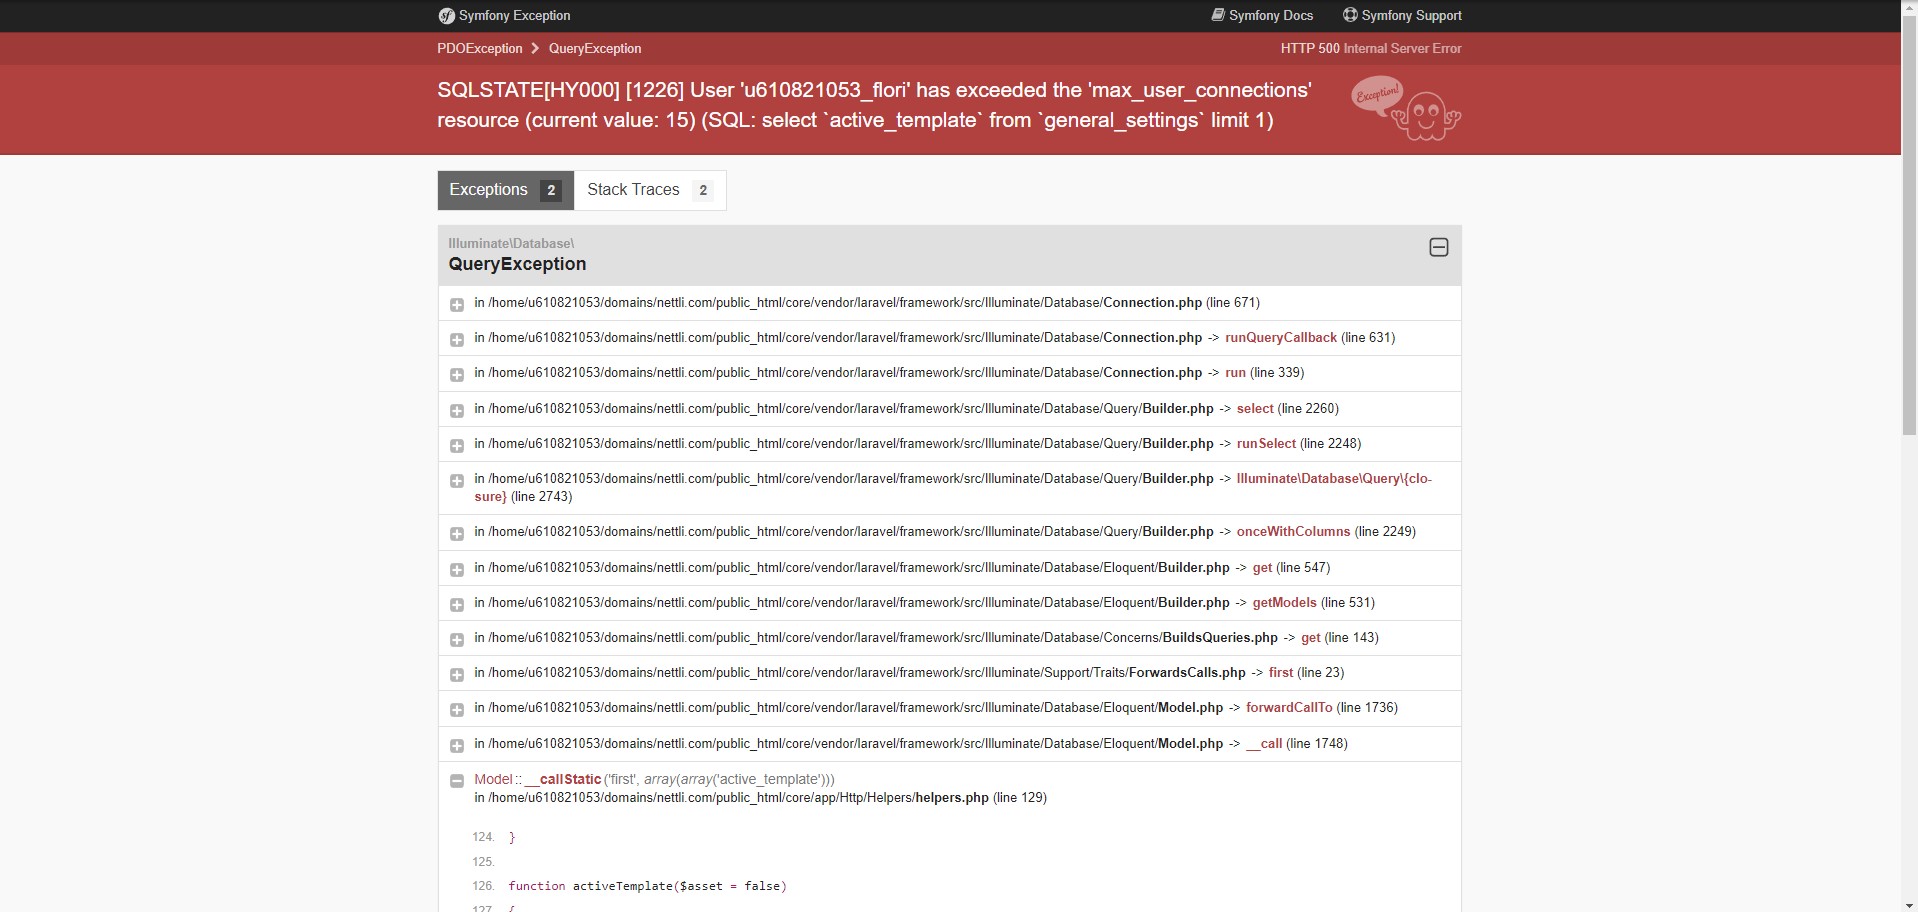 Symfony Exception
Symfony Docs
Symfony Support
PDOException > QueryException
HTTP 500 Internal Server Error
SQLSTATE[HY000] [1226] User 'u610821053_flori' has exceeded the 'max_user_connections'
resource (current value: 15) (SQL: select `active_template` from `general_settings` limit 1)
Exception!
Exceptions 2
Stack Traces 2
Illuminate\Database\
QueryException
in /home/u610821053/domains/nettli.com/public_html/core/vendor/laravel/framework/src/Illuminate/Database/Connection.php (line 671)
in /home/u610821053/domains/nettli.com/public_html/core/vendor/laravel/framework/src/Illuminate/Database/Connection.php -> runQueryCallback (line 631)
in /home/u610821053/domains/nettli.com/public_html/core/vendor/laravel/framework/src/Illuminate/Database/Connection.php -> run (line 339)
in /home/u610821053/domains/nettli.com/public_html/core/vendor/laravel/framework/src/Illuminate/Database/Query/Builder.php -> select (line 2260)
in /home/u610821053/domains/nettli.com/public_html/core/vendor/laravel/framework/src/Illuminate/Database/Query/Builder.php -> runSelect (line 2248)
in /home/u610821053/domains/nettli.com/public_html/core/vendor/laravel/framework/src/Illuminate/Database/Query/Builder.php -> Illuminate\Database\Query\{clo-
sure} (line 2743)
in /home/u610821053/domains/nettli.com/public_html/core/vendor/laravel/framework/src/Illuminate/Database/Query/Builder.php -> onceWithColumns (line 2249)
in /home/u610821053/domains/nettli.com/public_html/core/vendor/laravel/framework/src/Illuminate/Database/Eloquent/Builder.php -> get (line 547)
in /home/u610821053/domains/nettli.com/public_html/core/vendor/laravel/framework/src/Illuminate/Database/Eloquent/Builder.php -> getModels (line 531)
in /home/u610821053/domains/nettli.com/public_html/core/vendor/laravel/framework/src/Illuminate/Database/Concerns/BuildsQueries.php -> get (line 143)
in /home/u610821053/domains/nettli.com/public_html/core/vendor/laravel/framework/src/Illuminate/Support/Traits/ForwardsCalls.php -> first (line 23)
in /home/u610821053/domains/nettli.com/public_html/core/vendor/laravel/framework/src/Illuminate/Database/Eloquent/Model.php -> forwardCallTo (line 1736)
in /home/u610821053/domains/nettli.com/public_html/core/vendor/laravel/framework/src/Illuminate/Database/Eloquent/Model.php -> __call (line 1748)
Model::__callStatic('first', array(array('active_template')))
in /home/u610821053/domains/nettli.com/public_html/core/app/Http/Helpers/helpers.php (line 129)
124. }
125.
126. function activeTemplate($asset = false)
127. {